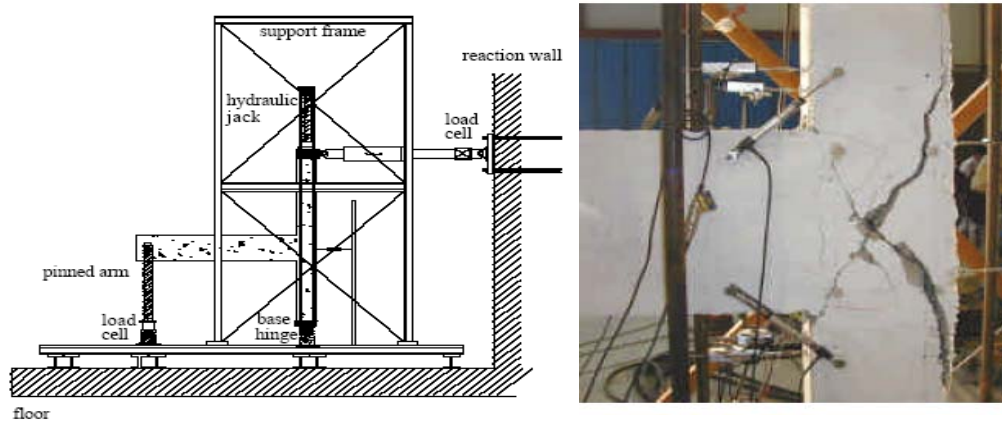 support frame
reaction wall
hydraulic
jack
load
cell
pinned arm
load
cell
base
hinge
floor